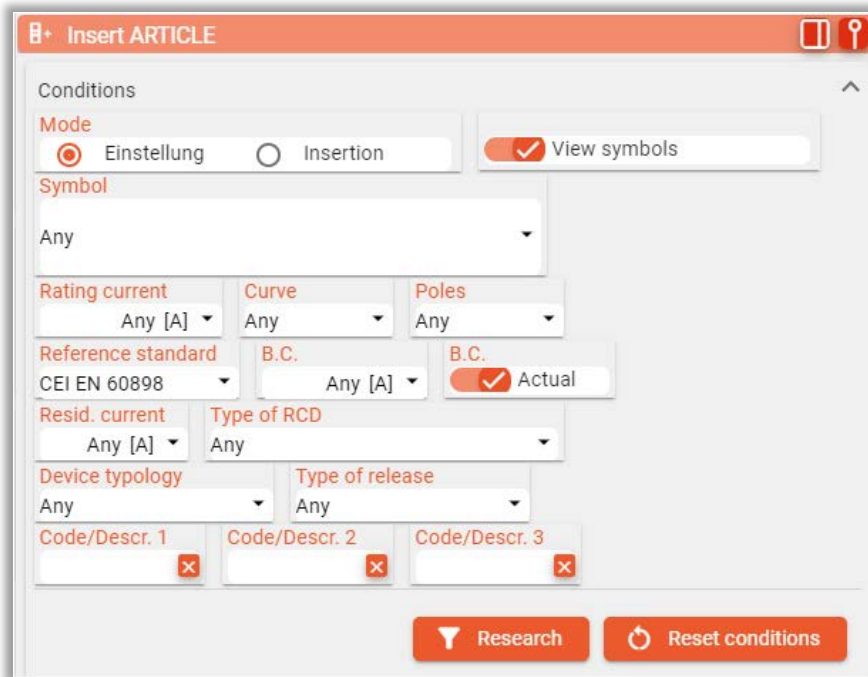 Insert ARTICLE
Conditions
Mode
Einstellung Insertion View symbols
Symbol
Any
Rating current Curve Poles
Any [A] Any Any
Reference standard B.C. B.C.
CEI EN 60898 Any [A] Actual
Resid. current Type of RCD
Any [A] Any
Device typology Type of release
Any Any
Code/Descr. 1 Code/Descr. 2 Code/Descr. 3
Research Reset conditions